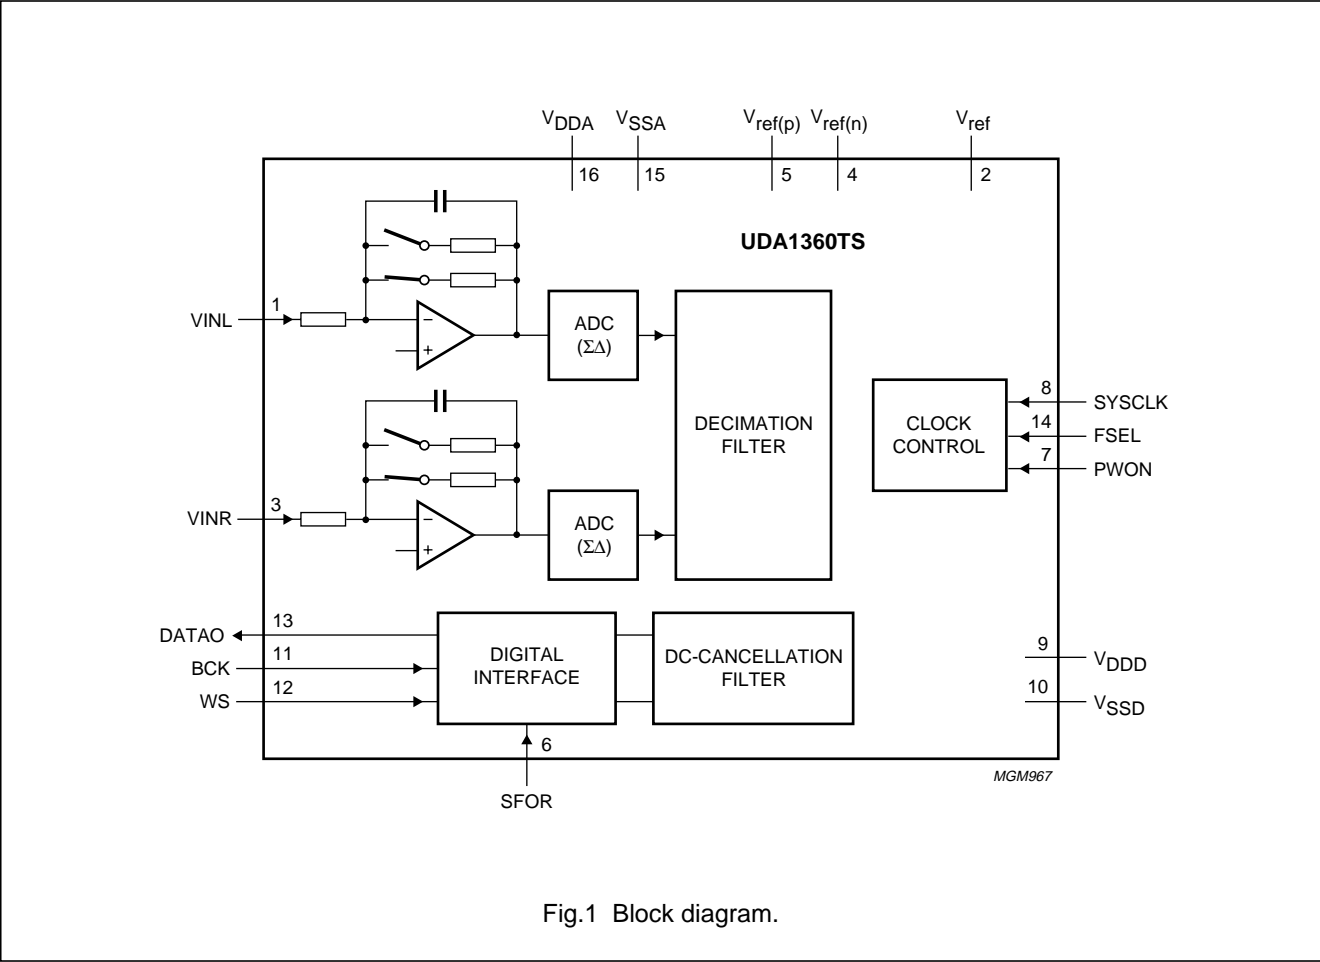 VDDA VSSA Vref(p) Vref(n) Vref
16 15 5 4 2
UDA1360TS
VINL 1
−
+
ADC
(ΣΔ)
DECIMATION
FILTER
CLOCK
CONTROL
8 SYSCLK
14 FSEL
7 PWON
VINR 3
−
+
ADC
(ΣΔ)
DATAO 13
BCK 11
WS 12
DIGITAL
INTERFACE
DC-CANCELLATION
FILTER
9 VDDD
10 VSSD
6
SFOR
MGM967
Fig.1 Block diagram.